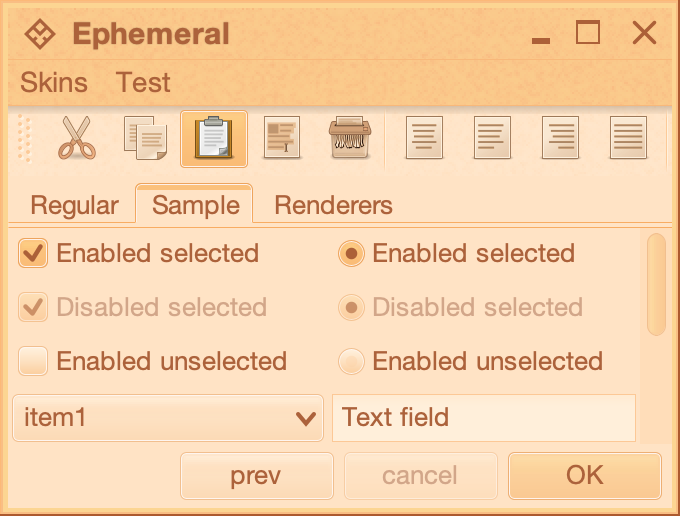 Ephemeral
Skins Test
Regular Sample Renderers
Enabled selected Enabled selected
Disabled selected Disabled selected
Enabled unselected Enabled unselected
item1 Text field
prev cancel OK